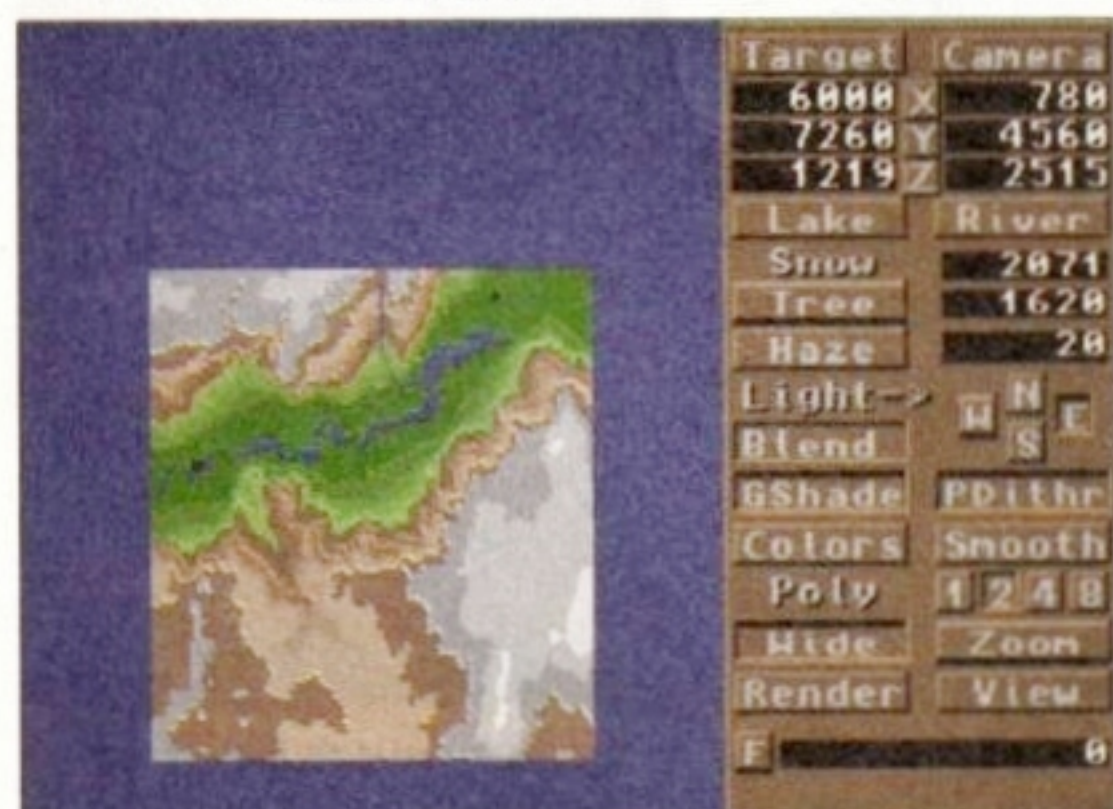 Target Camera
6000 X 780
7260 Y 4560
1219 Z 2515
Lake River
Snow 2071
Tree 1620
Haze 20
Light-> N
W E
Blend S
GShade PDithr
Colors Smooth
Poly 1 2 4 8
Wide Zoom
Render View
F 0